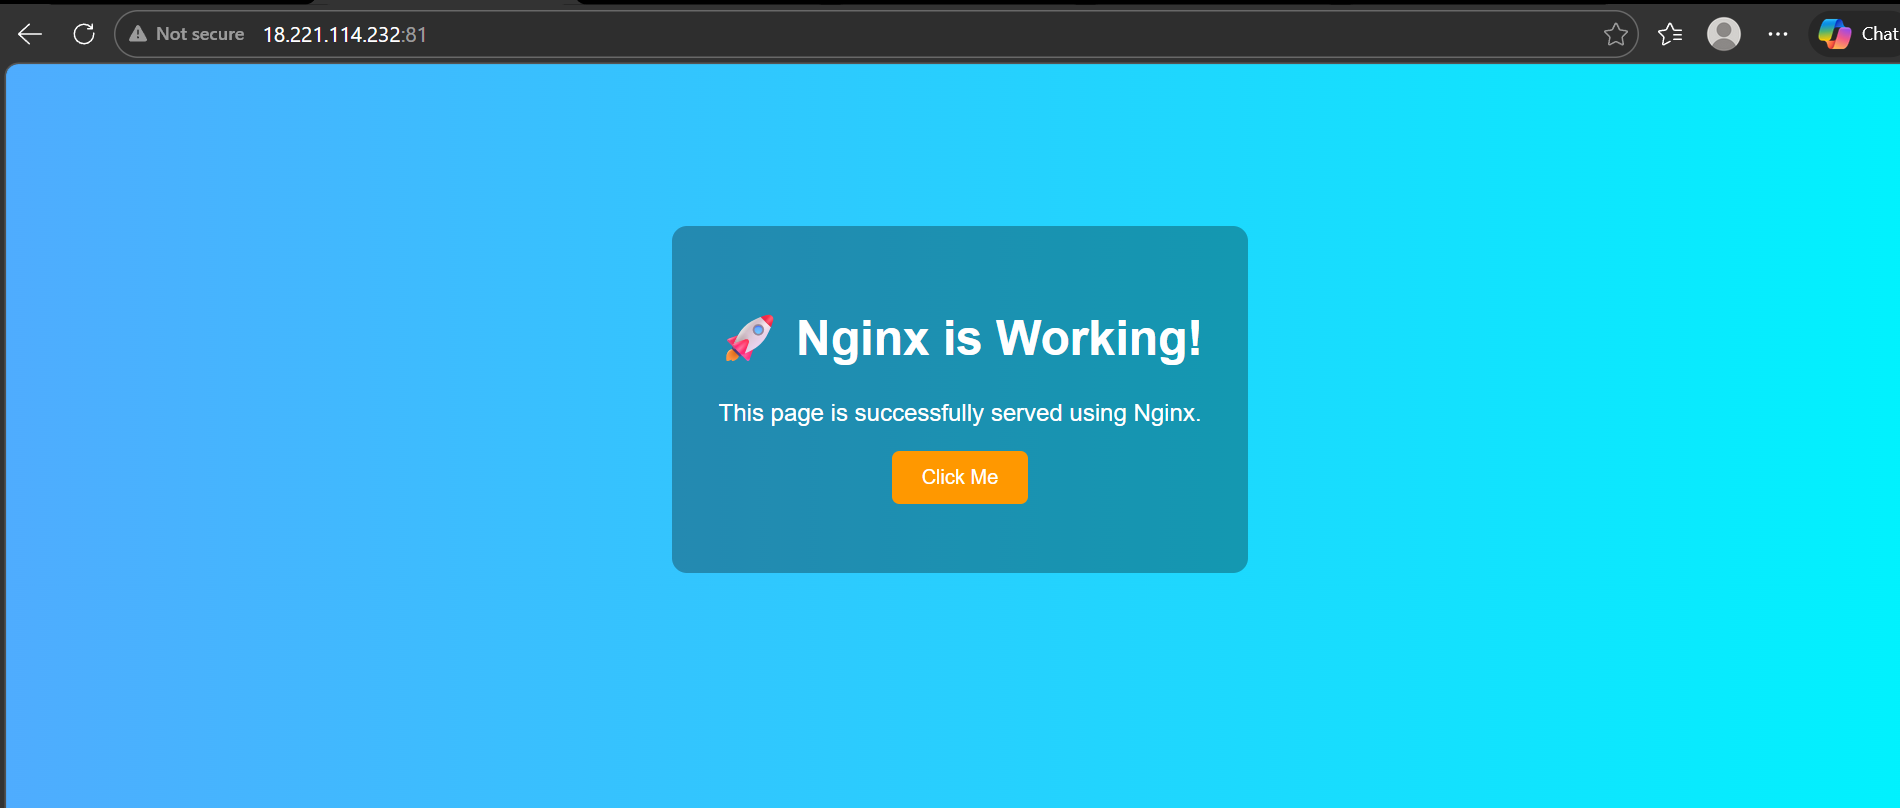 Not secure 18.221.114.232:81
Chat
🚀 Nginx is Working!
This page is successfully served using Nginx.
Click Me